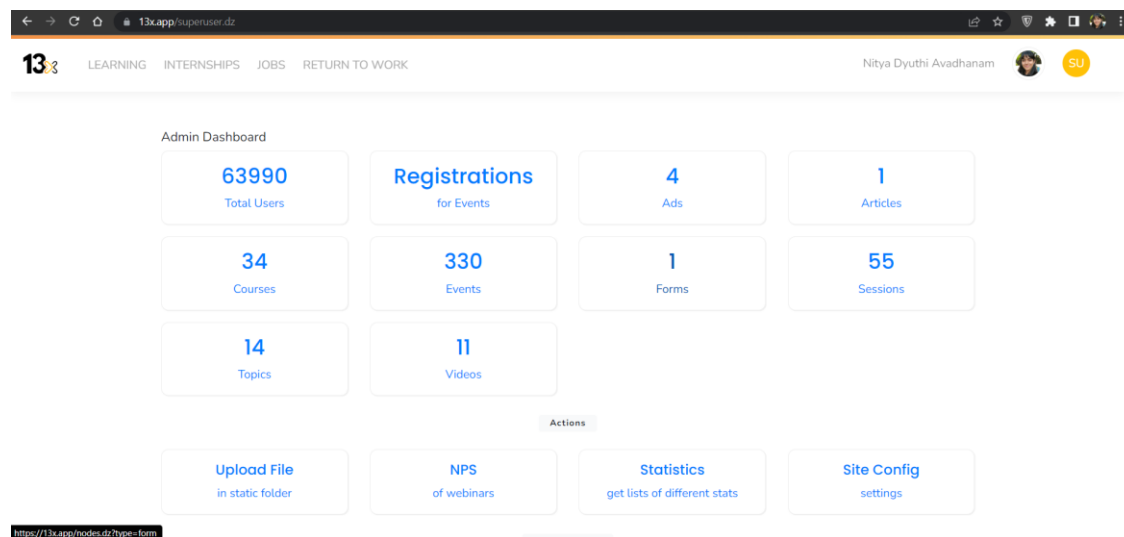 13x.app/superuser.dz
13x LEARNING INTERNSHIPS JOBS RETURN TO WORK Nitya Dyuthi Avadhanam SU
Admin Dashboard
63990 Registrations 4 1
Total Users for Events Ads Articles
34 330 1 55
Courses Events Forms Sessions
14 11
Topics Videos
Actions
Upload File NPS Statistics Site Config
in static folder of webinars get lists of different stats settings
https://13x.app/nodes.dz?type=form